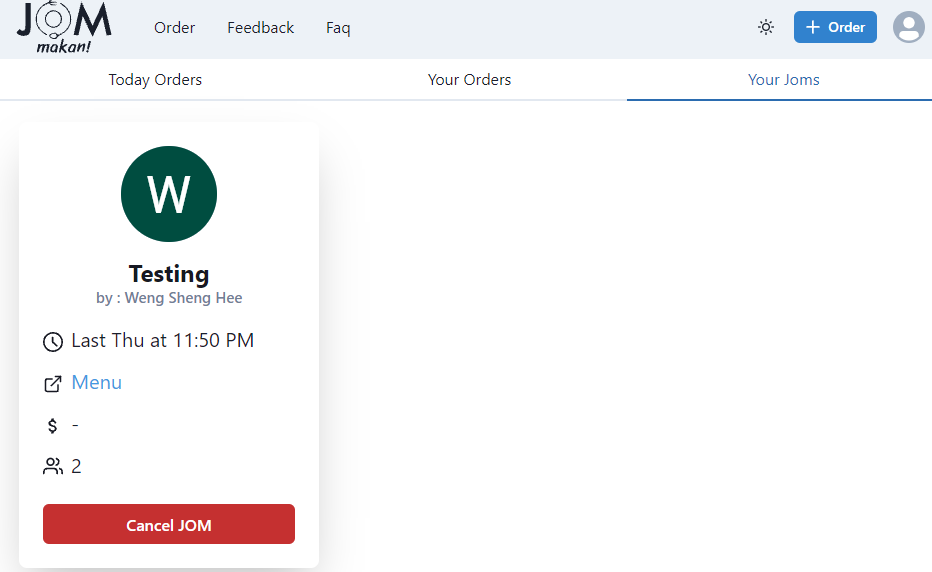 JOM
makan!
Order
Feedback
Faq
+ Order
Today Orders
Your Orders
Your Joms
W
Testing
by : Weng Sheng Hee
Last Thu at 11:50 PM
Menu
$ -
2
Cancel JOM